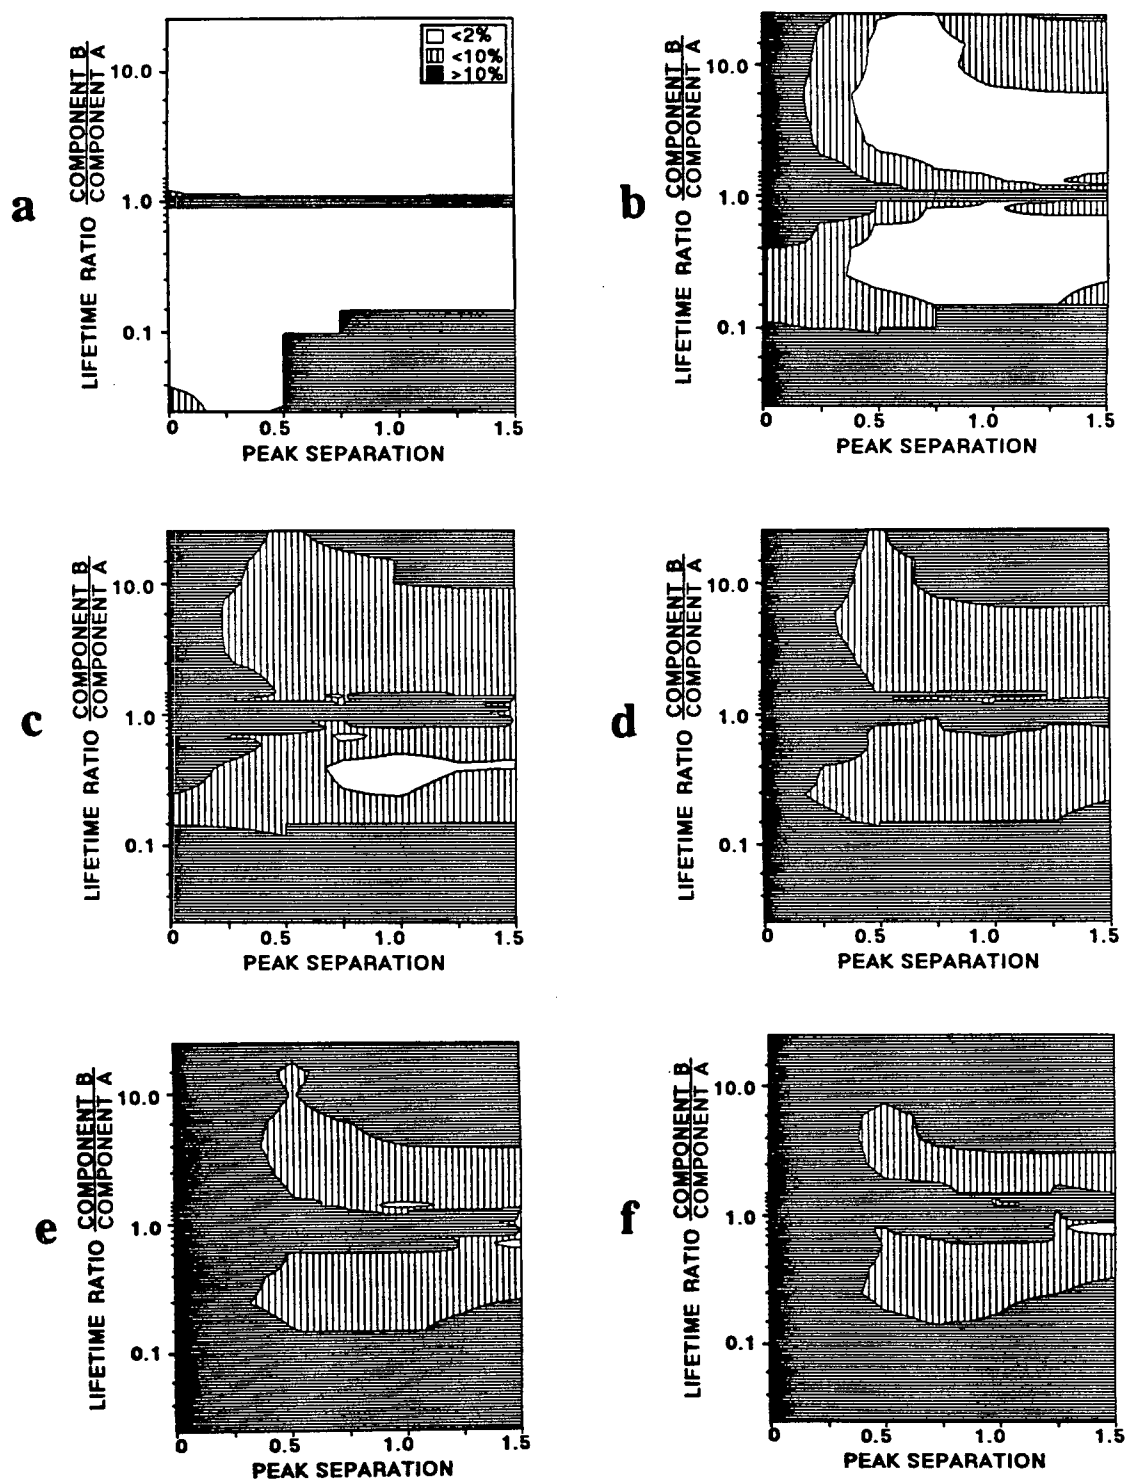 a
LIFETIME RATIO COMPONENT B
COMPONENT A
10.0
1.0
0.1
<2%
<10%
>10%
0 0.5 1.0 1.5
PEAK SEPARATION
b
LIFETIME RATIO COMPONENT B
COMPONENT A
10.0
1.0
0.1
0 0.5 1.0 1.5
PEAK SEPARATION
c
LIFETIME RATIO COMPONENT B
COMPONENT A
10.0
1.0
0.1
0 0.5 1.0 1.5
PEAK SEPARATION
d
LIFETIME RATIO COMPONENT B
COMPONENT A
10.0
1.0
0.1
0 0.5 1.0 1.5
PEAK SEPARATION
e
LIFETIME RATIO COMPONENT B
COMPONENT A
10.0
1.0
0.1
0 0.5 1.0 1.5
PEAK SEPARATION
f
LIFETIME RATIO COMPONENT B
COMPONENT A
10.0
1.0
0.1
0 0.5 1.0 1.5
PEAK SEPARATION